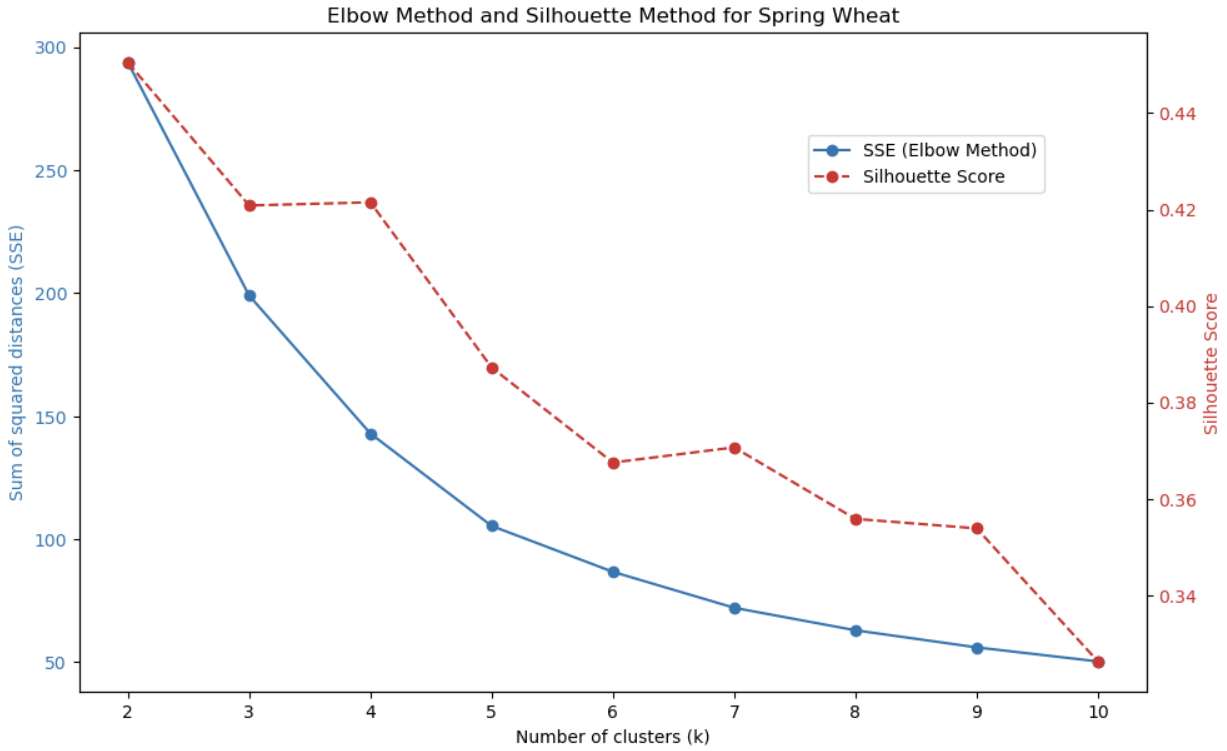 Elbow Method and Silhouette Method for Spring Wheat
300
250
200
150
100
50
Sum of squared distances (SSE)
SSE (Elbow Method)
Silhouette Score
0.44
0.42
0.40
0.38
0.36
0.34
Silhouette Score
2 3 4 5 6 7 8 9 10
Number of clusters (k)